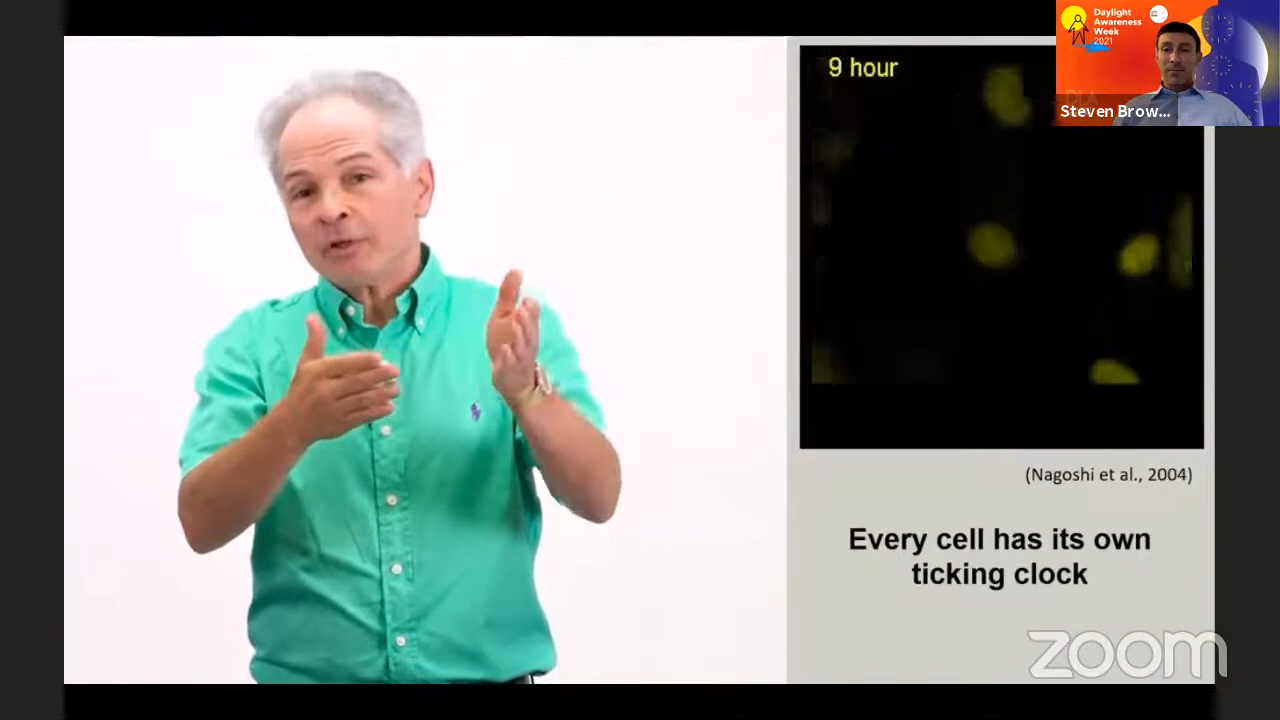 9 hour
Daylight
Awareness
Week
2021
Steven Brow...
(Nagoshi et al., 2004)
Every cell has its own
ticking clock
zoom